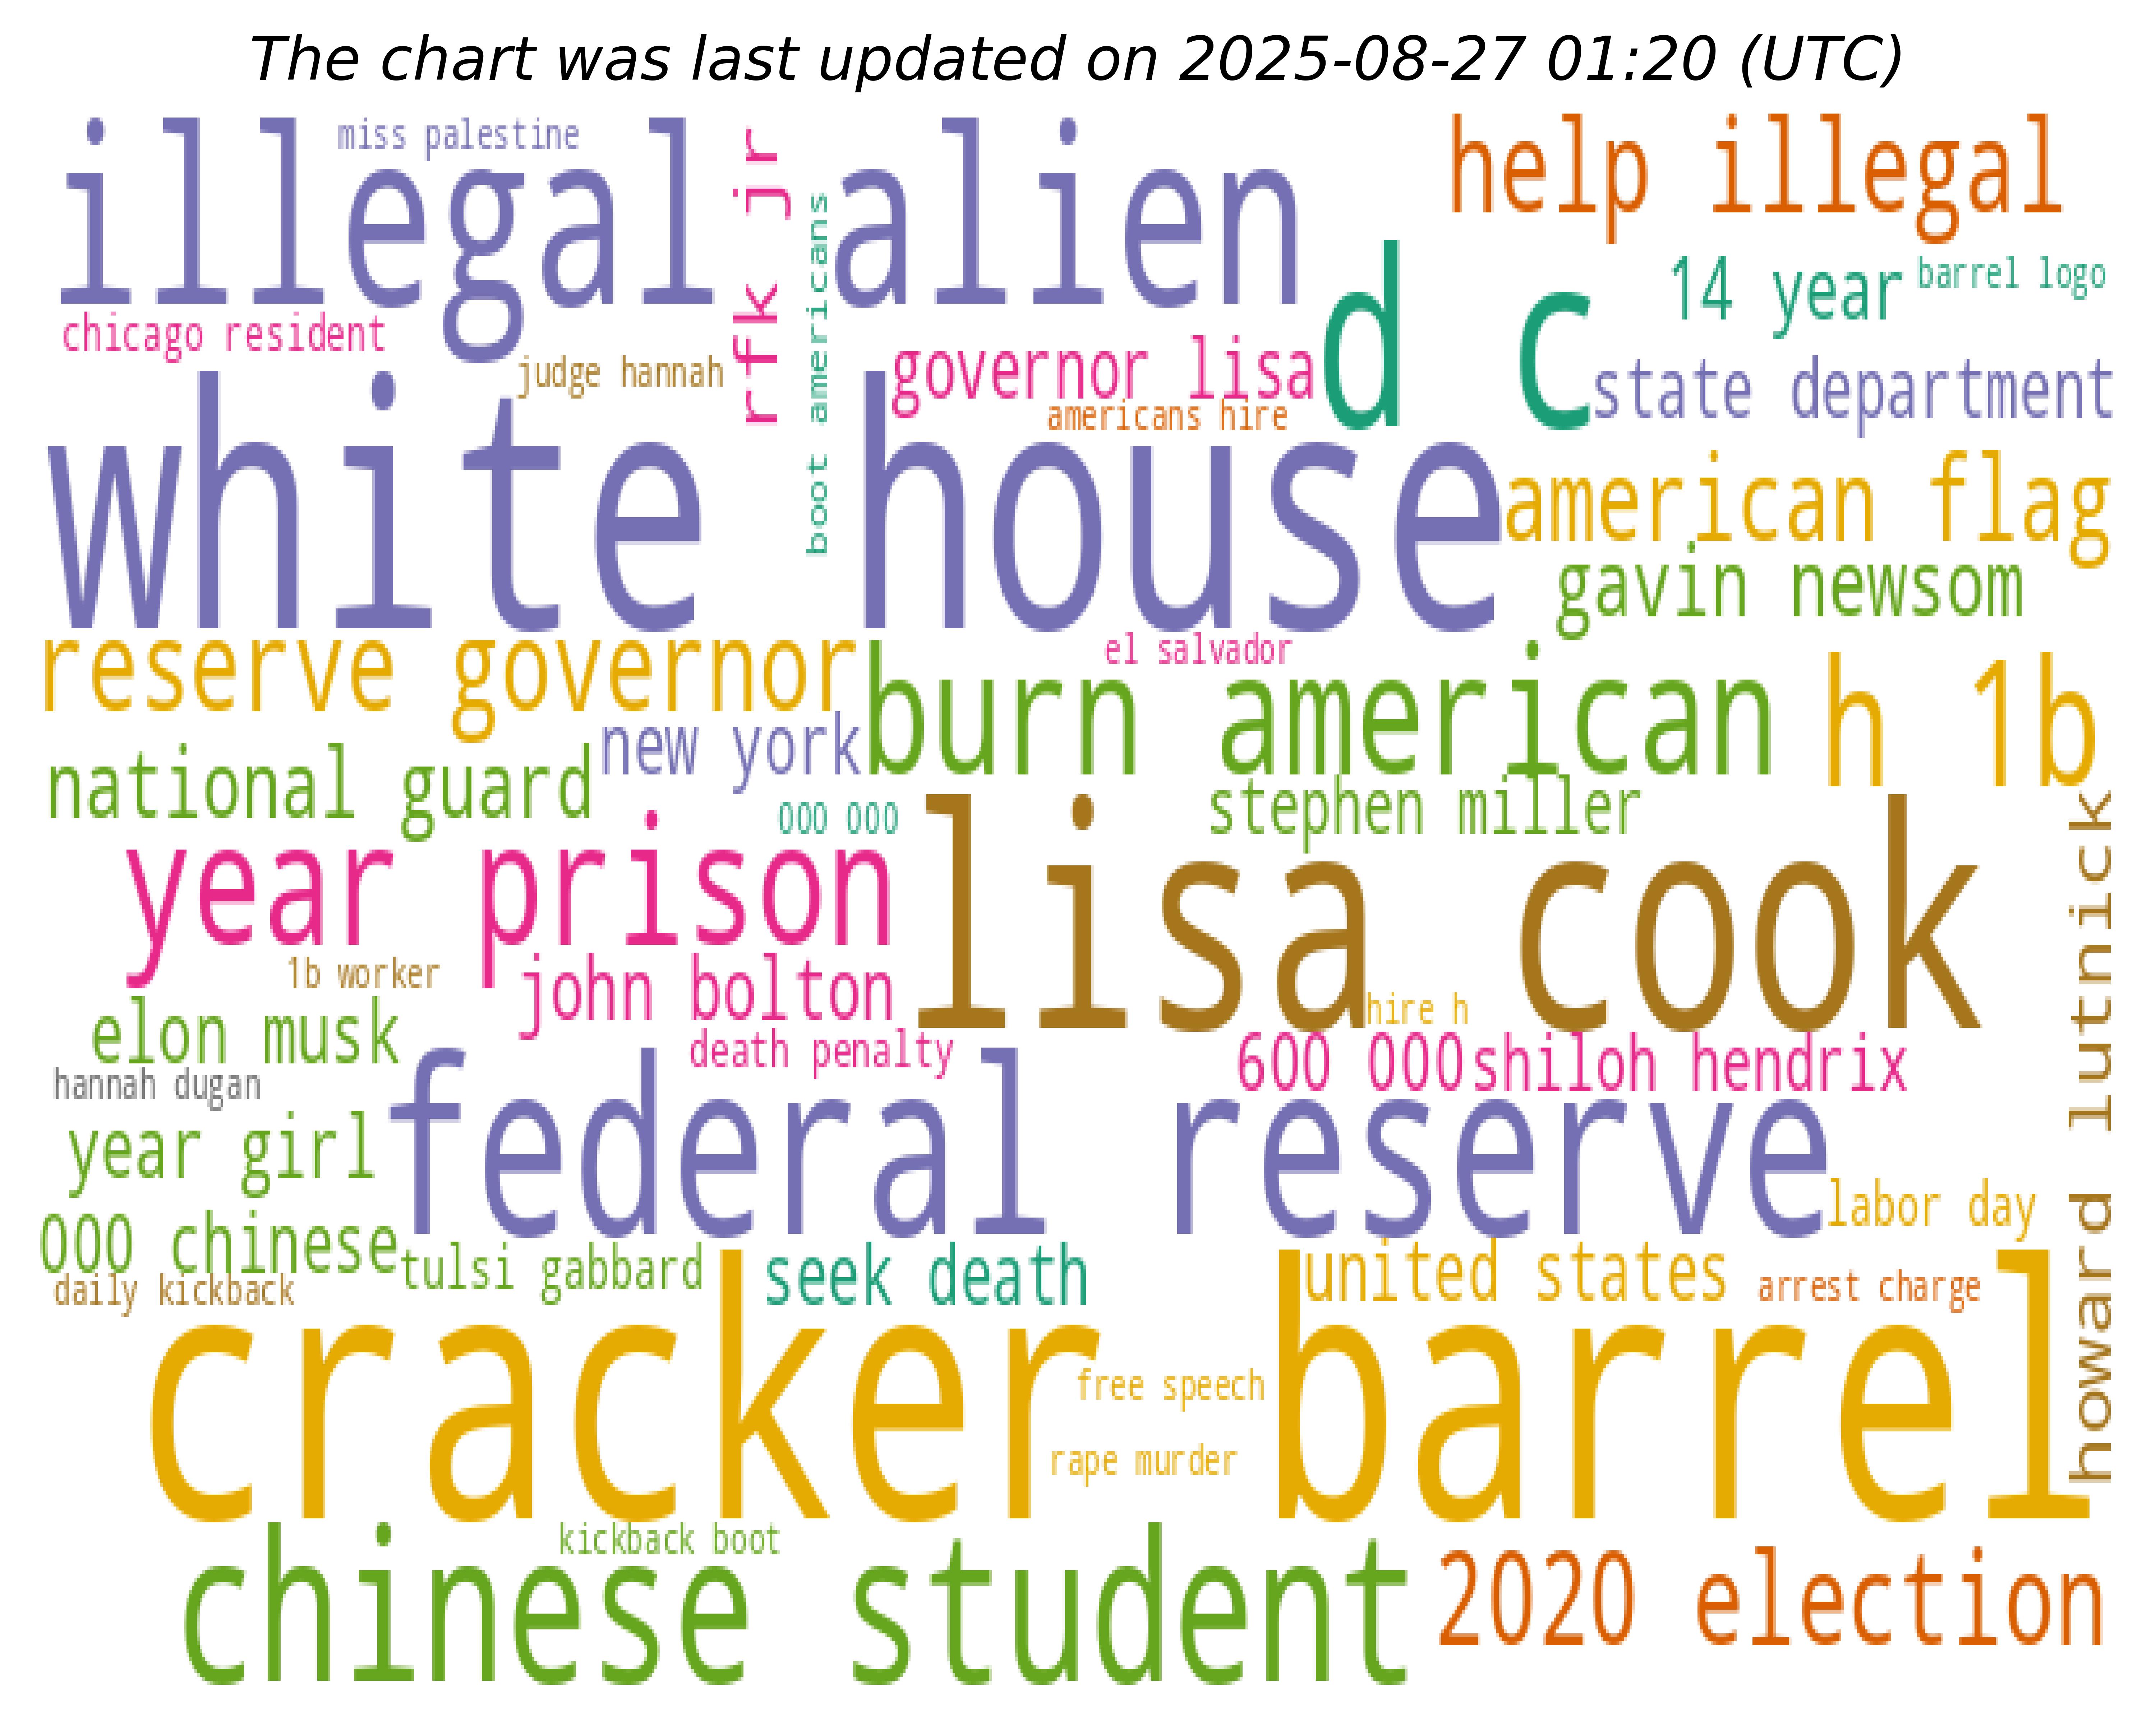 The chart was last updated on 2025-08-27 01:20 (UTC)
illegal alien
miss palestine
rfk jr
boot americans
help illegal
d c
14 year
barrel logo
chicago resident
judge hannah
governor lisa
americans hire
state department
white house
american flag
gavin newsom
reserve governor
el salvador
burn american
h 1b
new york
national guard
000 000
stephen miller
year prison
lisa cook
howard lutnick
1b worker
john bolton
hire h
elon musk
death penalty
600 000
shiloh hendrix
hannah dugan
federal reserve
year girl
labor day
000 chinese
tulsi gabbard
seek death
united states
arrest charge
daily kickback
cracker barrel
free speech
rape murder
kickback boot
chinese student
2020 election